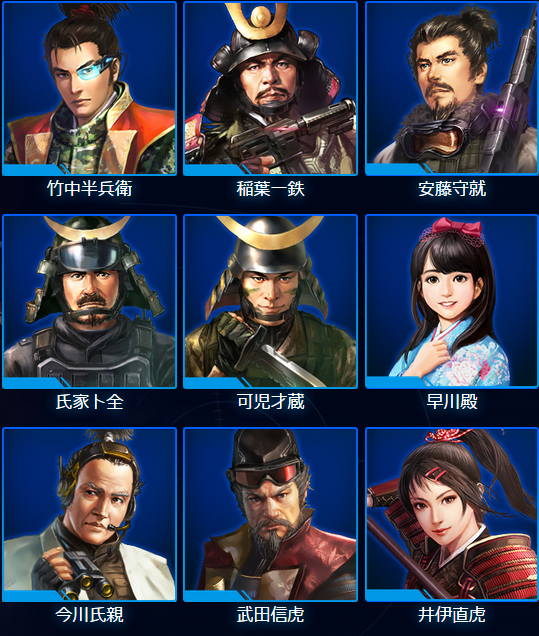 竹中半兵衛
稲葉一鉄
安藤守就
氏家卜全
可児才蔵
早川殿
今川氏親
武田信虎
井伊直虎